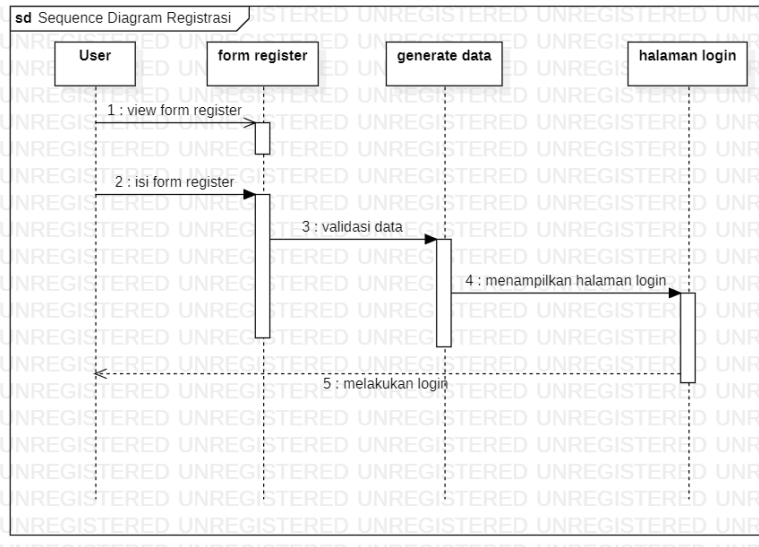 sd Sequence Diagram Registrasi
User
form register
generate data
halaman login
1 : view form register
2 : isi form register
3 : validasi data
4 : menampilkan halaman login
5 : melakukan login
UNREGISTERED